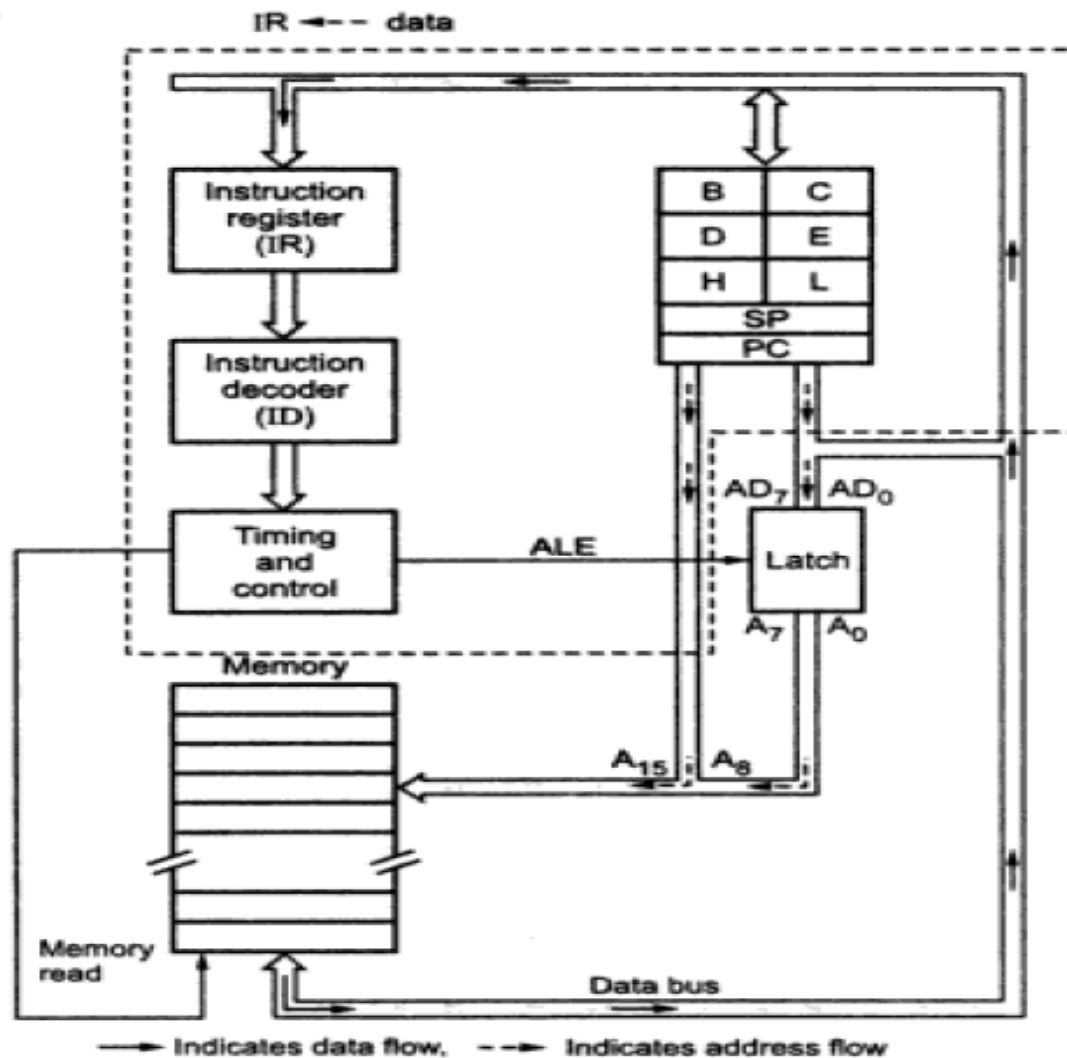 IR ◄--- data
Instruction
register
(IR)
B C
D E
H L
SP
PC
Instruction
decoder
(ID)
AD7 AD0
Timing
and
control
ALE
Latch
A7 A0
Memory
A15 A8
Memory
read
Data bus
Indicates data flow, Indicates address flow